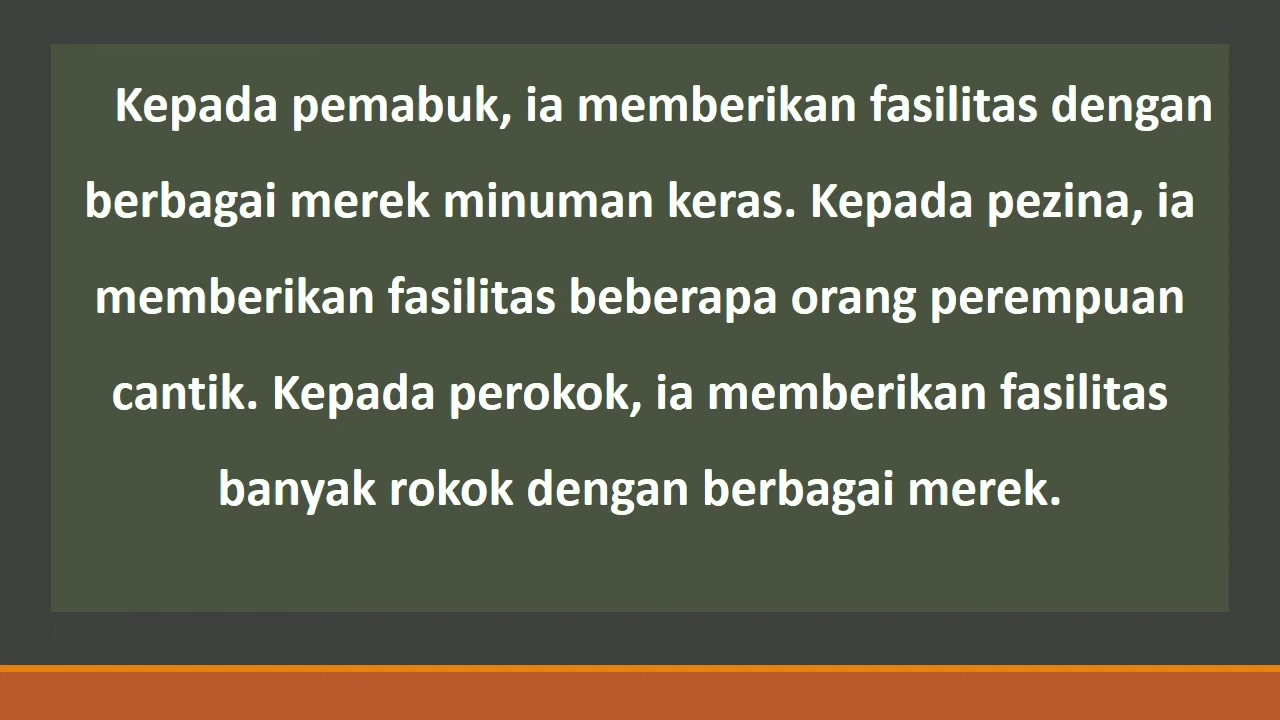 Kepada pemabuk, ia memberikan fasilitas dengan
berbagai merek minuman keras. Kepada pezina, ia
memberikan fasilitas beberapa orang perempuan
cantik. Kepada perokok, ia memberikan fasilitas
banyak rokok dengan berbagai merek.